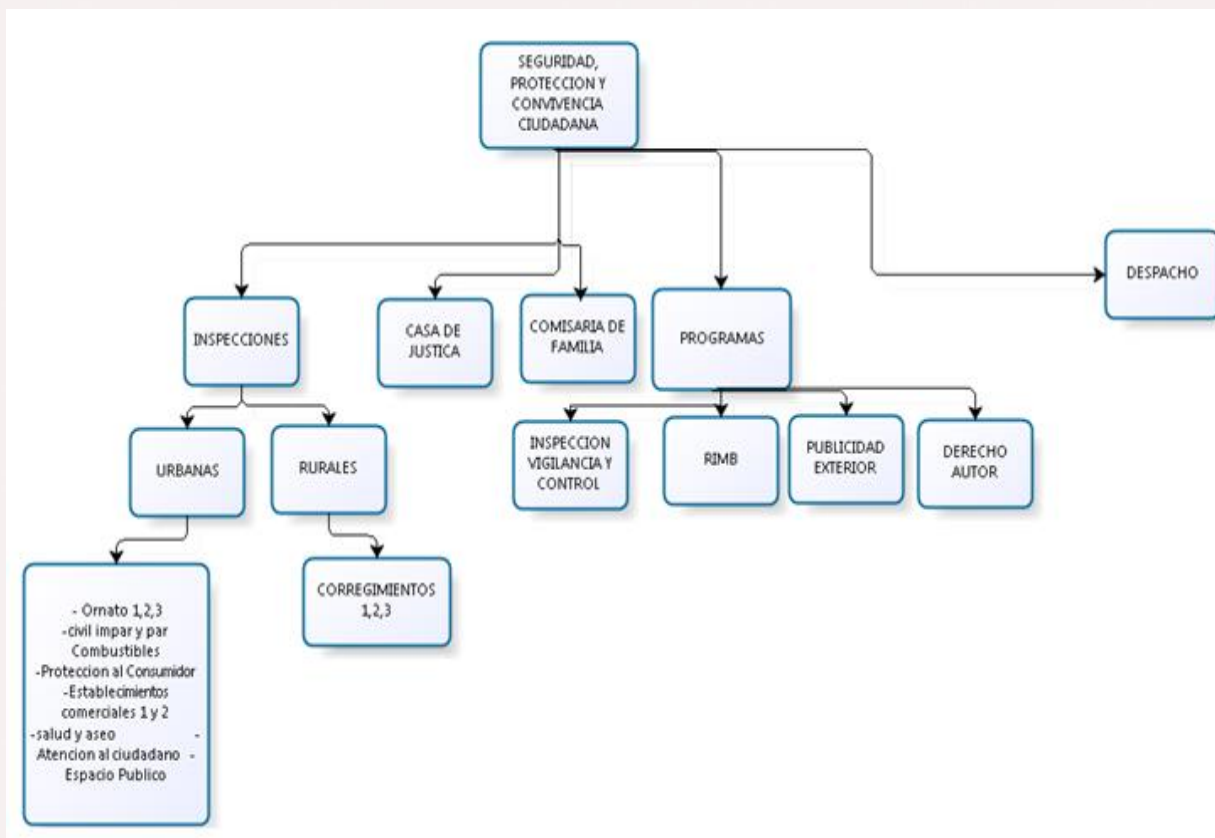 SEGURIDAD,
PROTECCION Y
CONVIVENCIA
CIUDADANA
DESPACHO
INSPECCIONES
CASA DE
JUSTICA
COMISARIA DE
FAMILIA
PROGRAMAS
URBANAS
RURALES
INSPECCION
VIGILANCIA Y
CONTROL
RIMB
PUBLICIDAD
EXTERIOR
DERECHO
AUTOR
- Ornato 1,2,3
-civil impar y par
Combustibles
-Proteccion al Consumidor
-Establecimientos
comerciales 1 y 2
-salud y aseo -
Atencion al ciudadano -
Espacio Publico
CORREGIMIENTOS
1,2,3